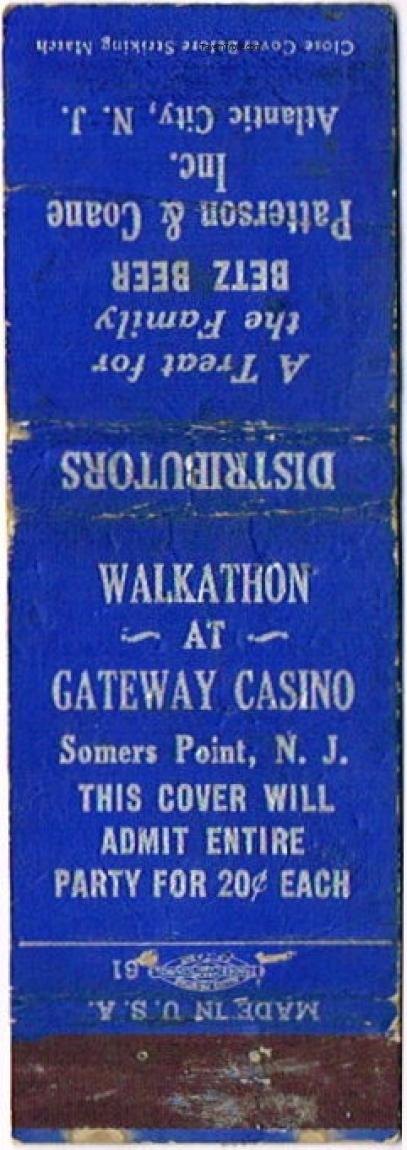 DISTRIBUTORS
A Treat for
the Family
BETZ BEER
Patterson & Coane
Inc.
Atlantic City, N. J.
Close Cover Before Striking Match
WALKATHON
AT
GATEWAY CASINO
Somers Point, N. J.
THIS COVER WILL
ADMIT ENTIRE
PARTY FOR 20¢ EACH
MADE IN U.S.A.
61